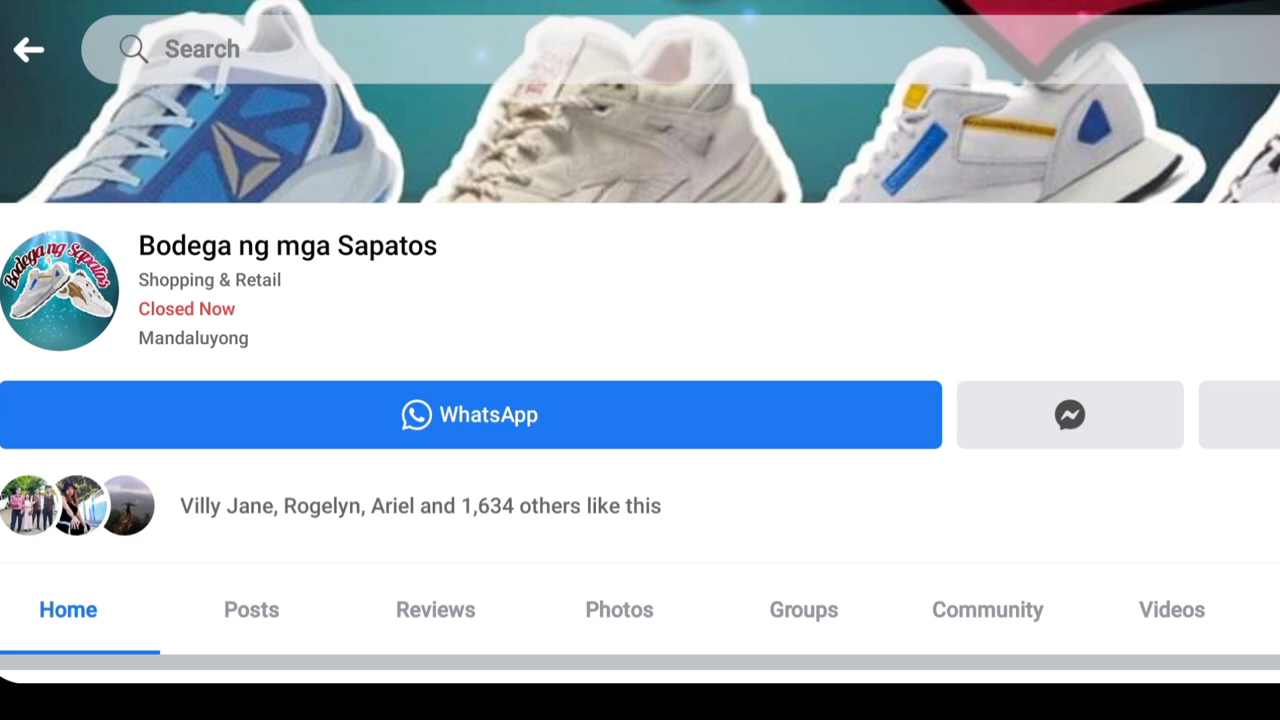 Search
Bodega ng Sapatos
Bodega ng mga Sapatos
Shopping & Retail
Closed Now
Mandaluyong
WhatsApp
Villy Jane, Rogelyn, Ariel and 1,634 others like this
Home
Posts
Reviews
Photos
Groups
Community
Videos